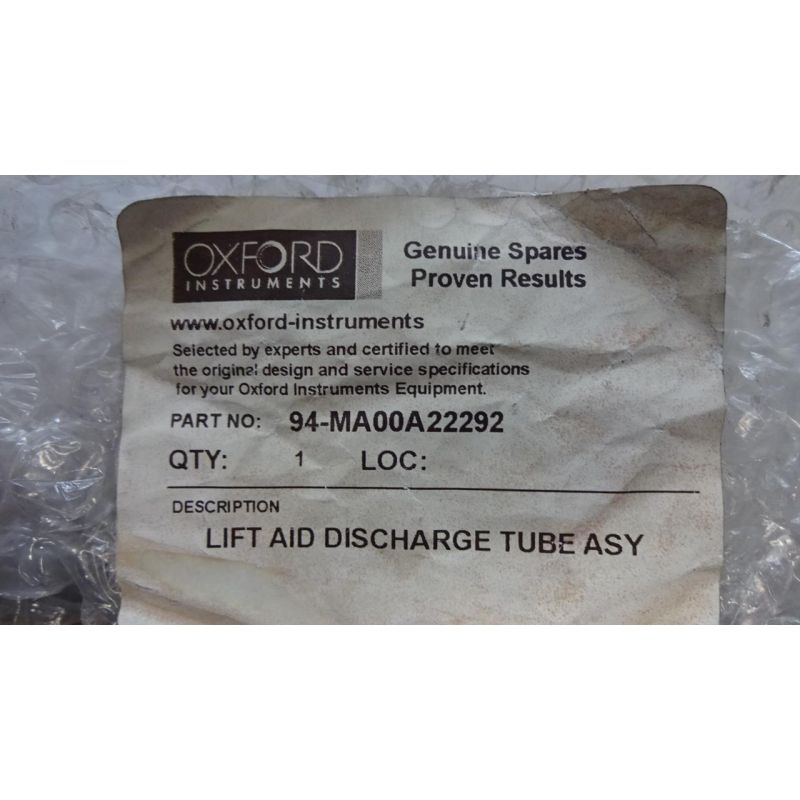 OXFORD
INSTRUMENTS
Genuine Spares
Proven Results
www.oxford-instruments
Selected by experts and certified to meet
the original design and service specifications
for your Oxford Instruments Equipment.
PART NO: 94-MA00A22292
QTY: 1 LOC:
DESCRIPTION
LIFT AID DISCHARGE TUBE ASY